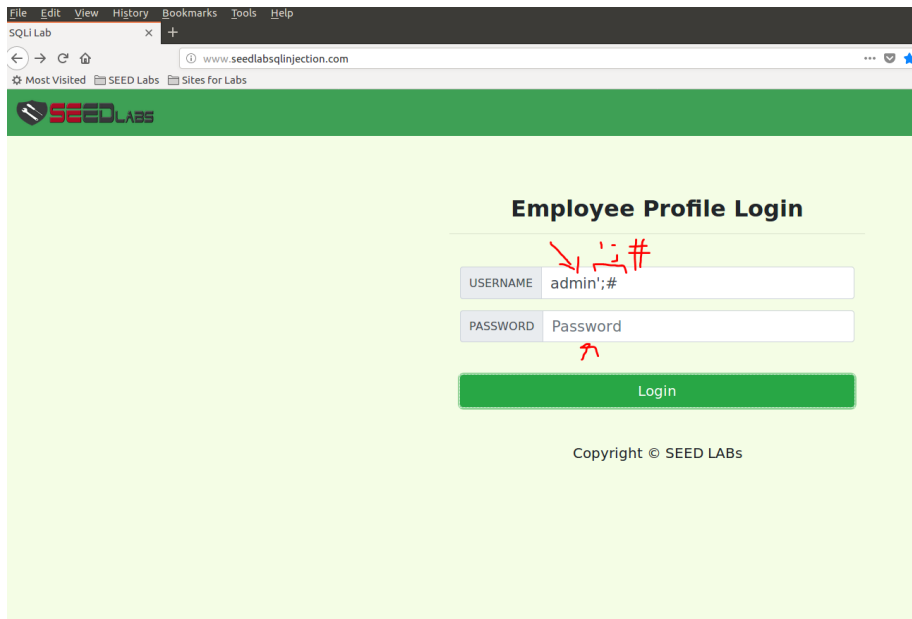 File Edit View History Bookmarks Tools Help
SQLi Lab × +
www.seedlabsqlinjection.com
Most Visited SEED Labs Sites for Labs
SEEDLABS
Employee Profile Login
';#
USERNAME admin';#
PASSWORD Password
Login
Copyright © SEED LABs